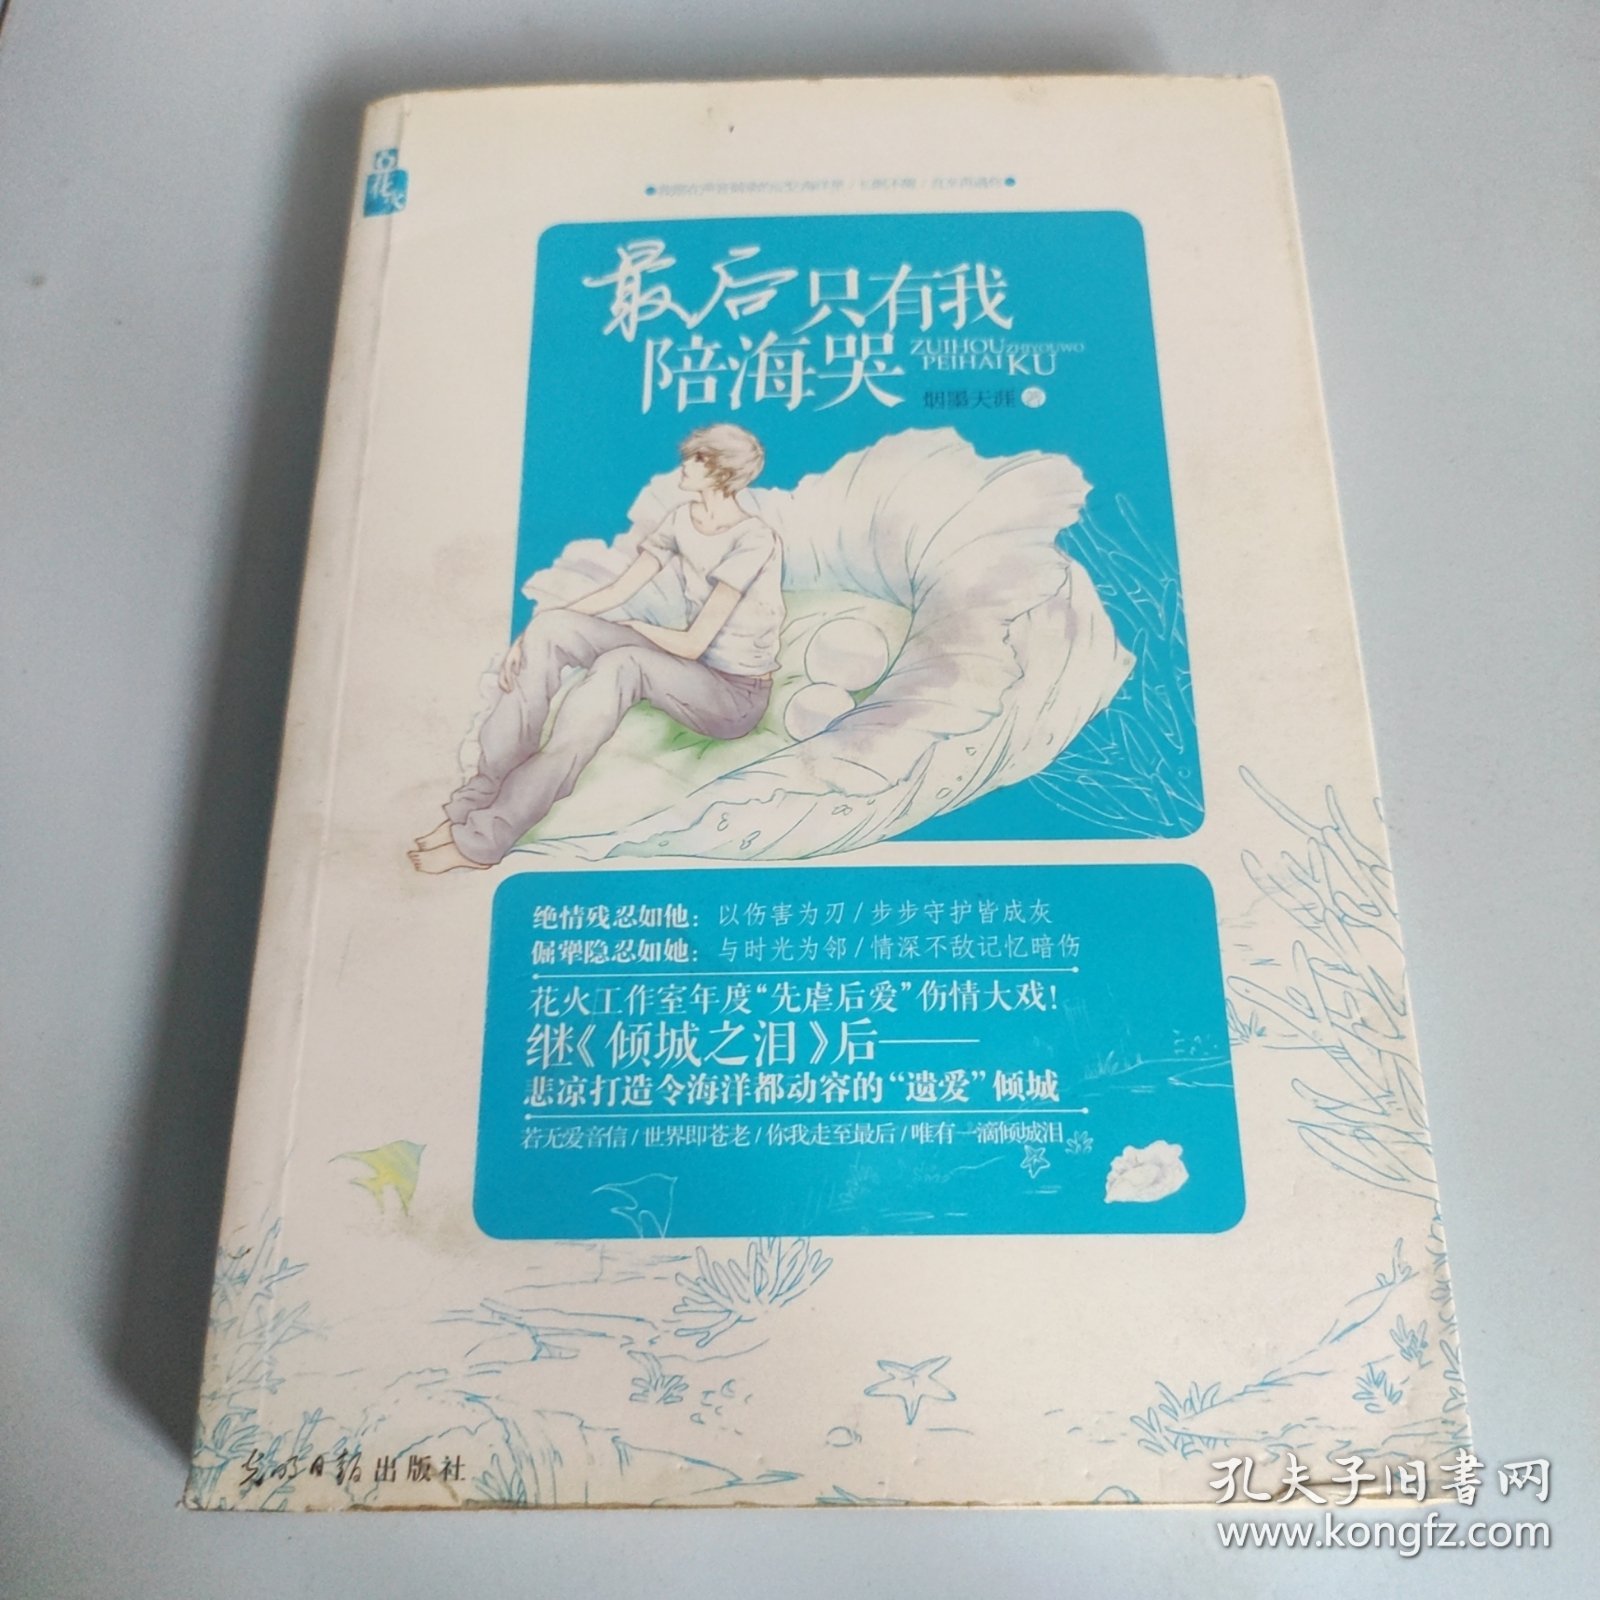 花火
最后只有我
陪海哭
ZUIHOUZHIYOUWO
PEIHAIKU
烟墨天涯 著
绝情残忍如他：以伤害为刃/步步守护皆成灰
倔犟隐忍如她：与时光为邻/情深不敌记忆暗伤
花火工作室年度“先虐后爱”伤情大戏！
继《倾城之泪》后——
悲凉打造令海洋都动容的“遗爱”倾城
若无爱音信/世界即苍老/你我走至最后/唯有一滴倾城泪
光明日报出版社
孔夫子旧书网
www.kongfz.com